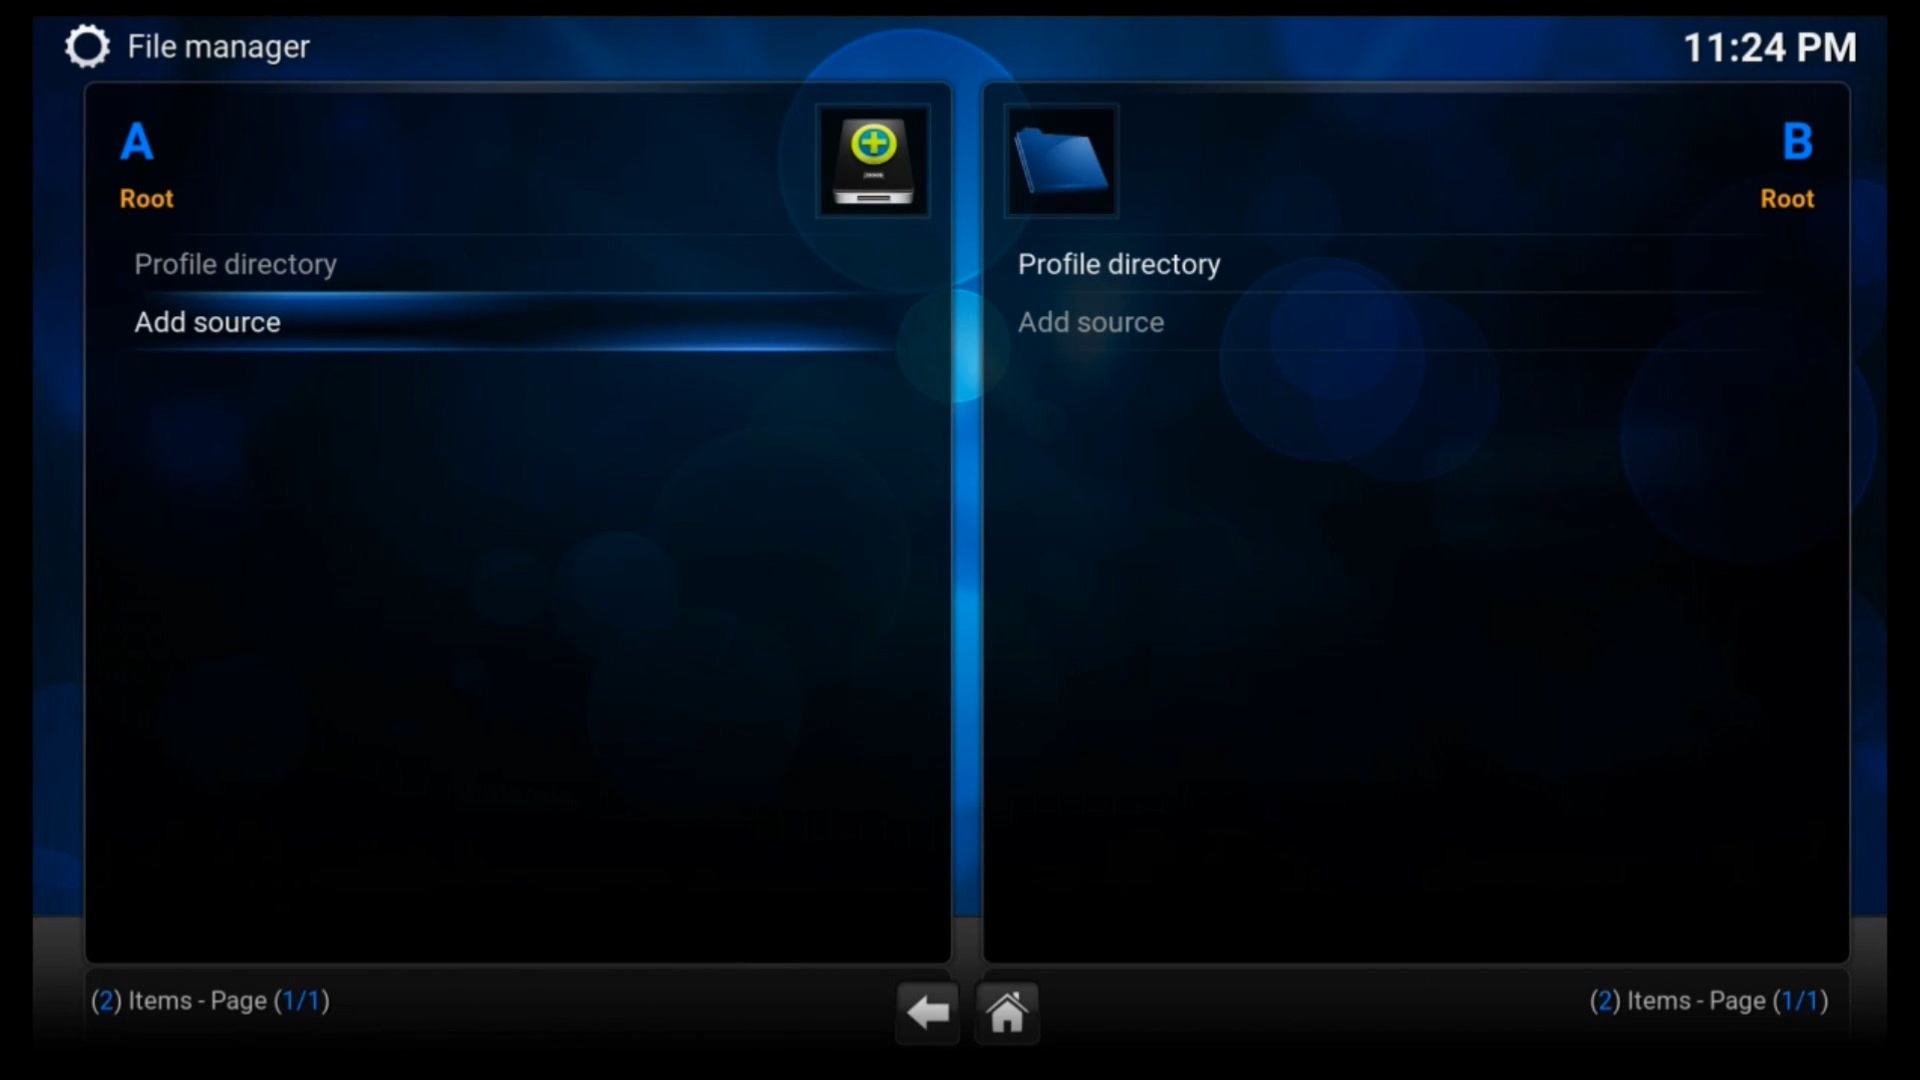 File manager
11:24 PM
A
Root
Profile directory
Add source
B
Root
Profile directory
Add source
(2) Items - Page (1/1)
(2) Items - Page (1/1)